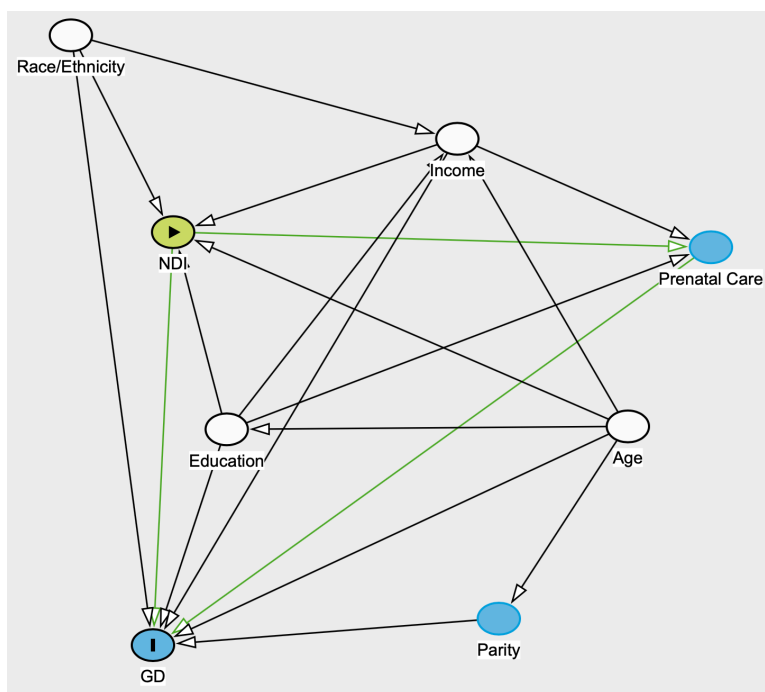 Race/Ethnicity
Income
NDI
Prenatal Care
Education
Age
Parity
GD